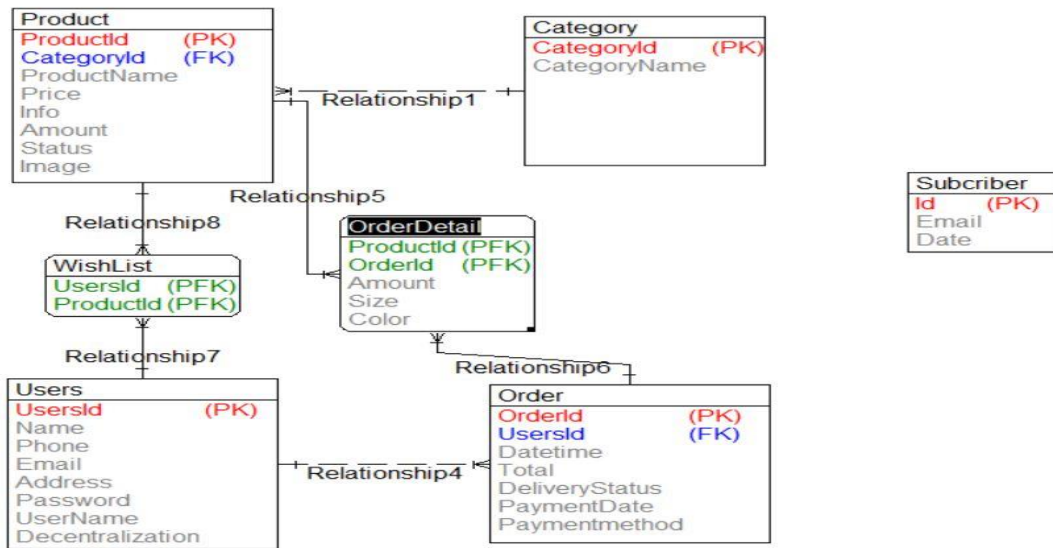 Product
ProductId (PK)
CategoryId (FK)
ProductName
Price
Info
Amount
Status
Image
Category
CategoryId (PK)
CategoryName
Relationship1
Relationship5
Relationship8
Subcriber
Id (PK)
Email
Date
OrderDetail
ProductId (PFK)
OrderId (PFK)
Amount
Size
Color
WishList
UsersId (PFK)
ProductId (PFK)
Relationship7
Relationship6
Users
UsersId (PK)
Name
Phone
Email
Address
Password
UserName
Decentralization
Relationship4
Order
OrderId (PK)
UsersId (FK)
Datetime
Total
DeliveryStatus
PaymentDate
Paymentmethod